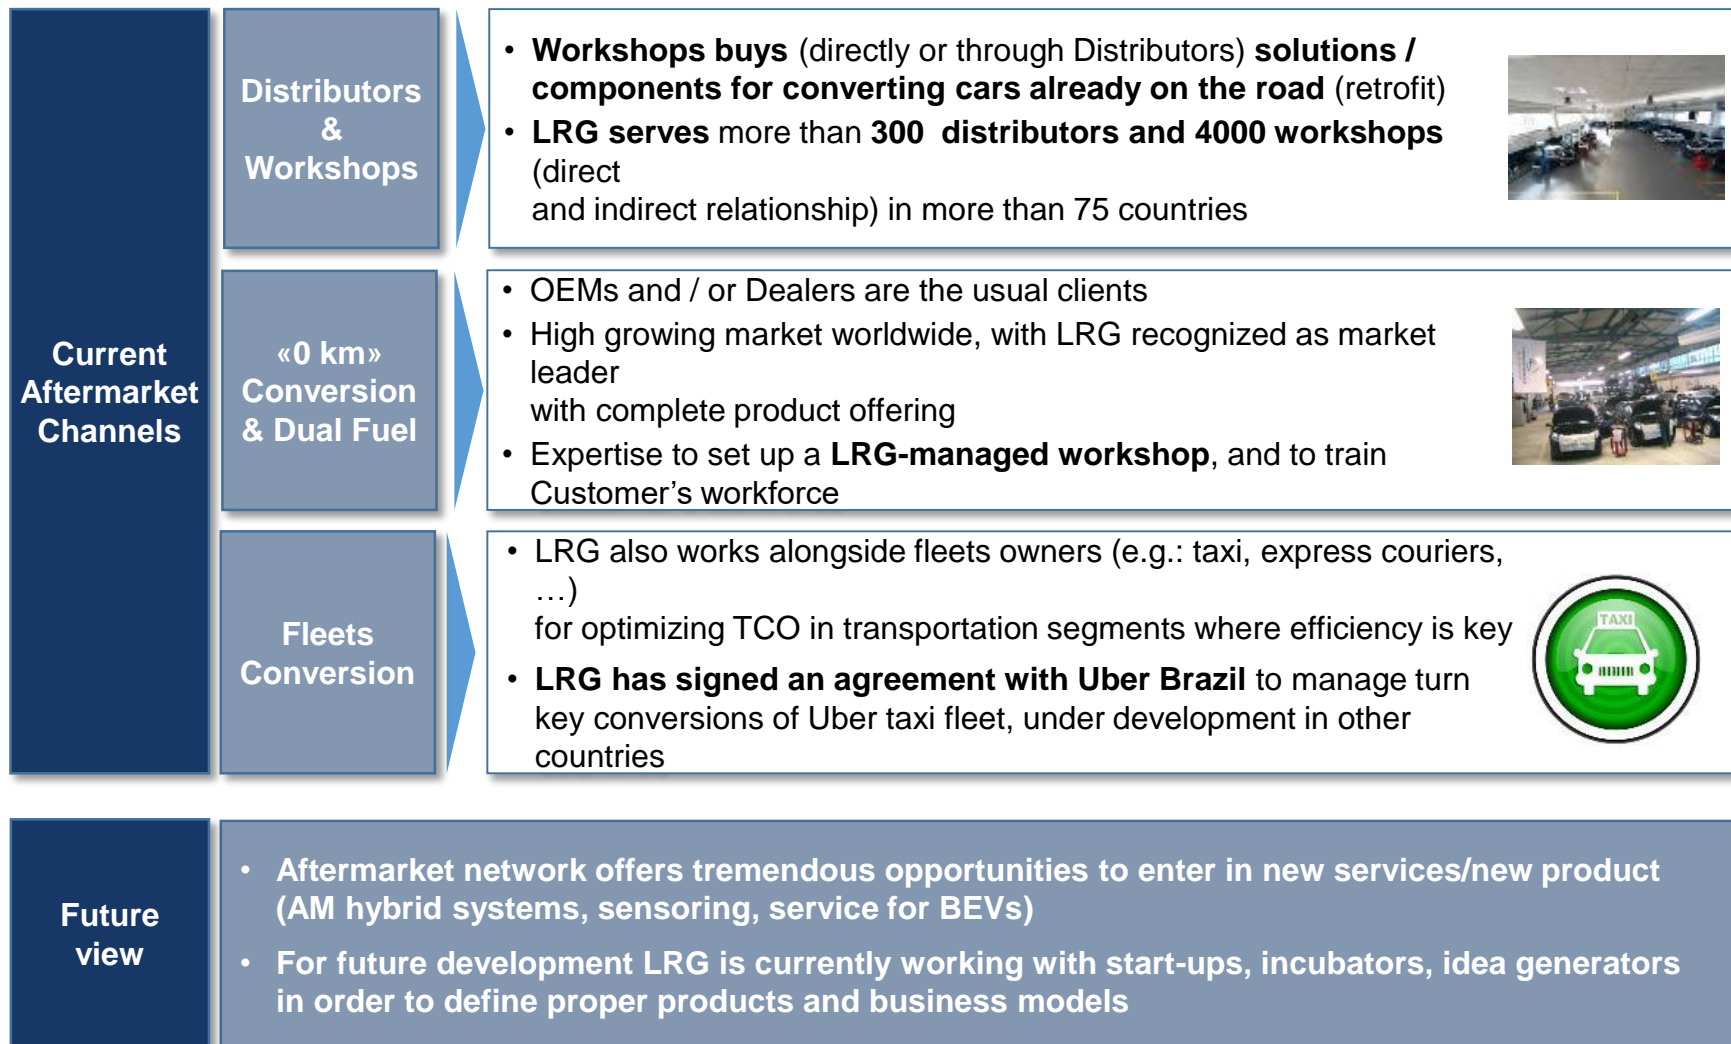 Current
Aftermarket
Channels
Distributors
&
Workshops
• Workshops buys (directly or through Distributors) solutions /
components for converting cars already on the road (retrofit)
• LRG serves more than 300 distributors and 4000 workshops
(direct
and indirect relationship) in more than 75 countries
«0 km»
Conversion
& Dual Fuel
• OEMs and / or Dealers are the usual clients
• High growing market worldwide, with LRG recognized as market
leader
with complete product offering
• Expertise to set up a LRG-managed workshop, and to train
Customer’s workforce
Fleets
Conversion
• LRG also works alongside fleets owners (e.g.: taxi, express couriers,
…)
for optimizing TCO in transportation segments where efficiency is key
• LRG has signed an agreement with Uber Brazil to manage turn
key conversions of Uber taxi fleet, under development in other
countries
TAXI
Future
view
• Aftermarket network offers tremendous opportunities to enter in new services/new product
(AM hybrid systems, sensoring, service for BEVs)
• For future development LRG is currently working with start-ups, incubators, idea generators
in order to define proper products and business models